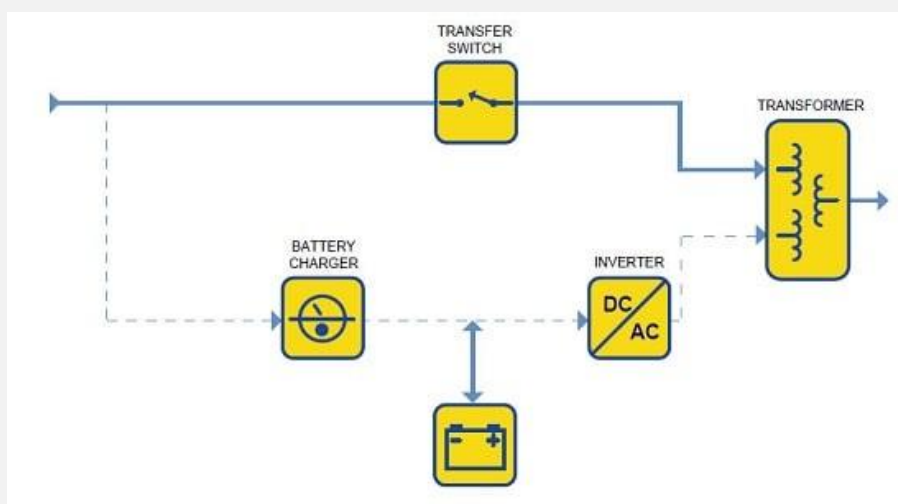 TRANSFER
SWITCH
TRANSFORMER
BATTERY
CHARGER
INVERTER
DC
AC
- +